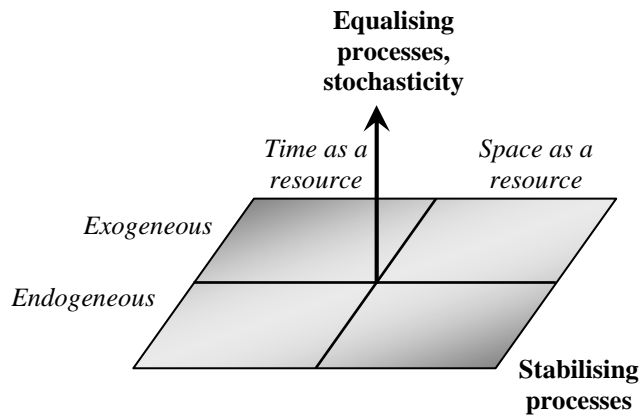 Equalising
processes,
stochasticity
Time as a
resource
Space as a
resource
Exogeneous
Endogeneous
Stabilising
processes